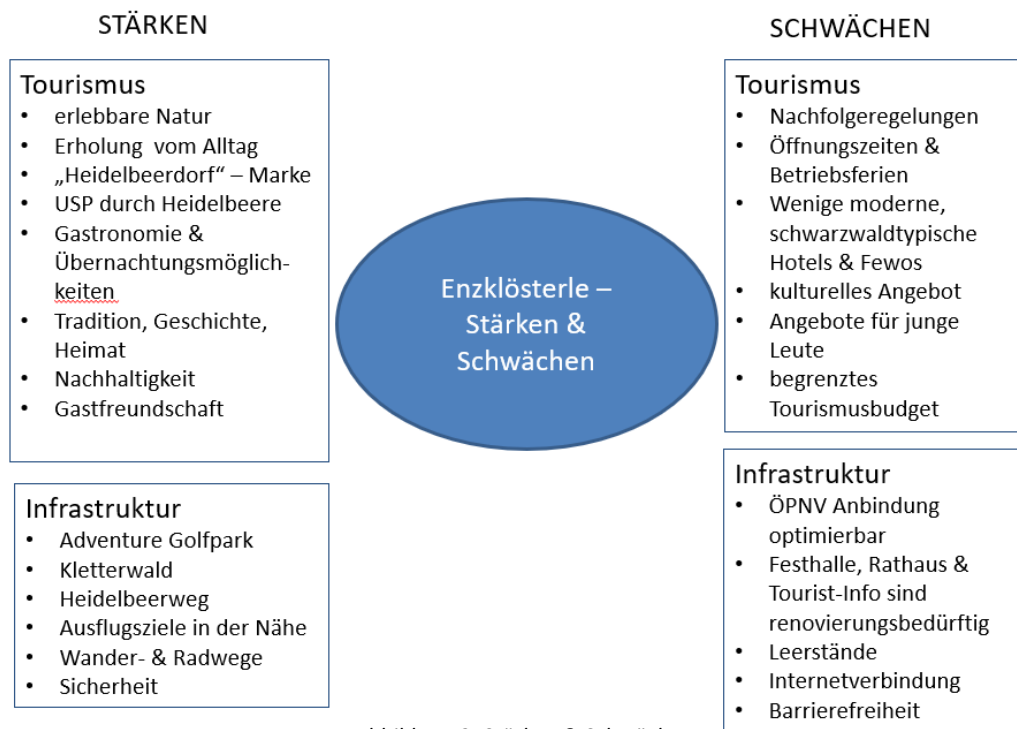 STÄRKEN
Tourismus
• erlebbare Natur
• Erholung vom Alltag
• „Heidelbeerdorf“ – Marke
• USP durch Heidelbeere
• Gastronomie &
Übernachtungsmöglich-
keiten
• Tradition, Geschichte,
Heimat
• Nachhaltigkeit
• Gastfreundschaft
Infrastruktur
• Adventure Golfpark
• Kletterwald
• Heidelbeerweg
• Ausflugsziele in der Nähe
• Wander- & Radwege
• Sicherheit
Enzklösterle –
Stärken &
Schwächen
SCHWÄCHEN
Tourismus
• Nachfolgeregelungen
• Öffnungszeiten &
Betriebsferien
• Wenige moderne,
schwarzwaldtypische
Hotels & Fewos
• kulturelles Angebot
• Angebote für junge
Leute
• begrenztes
Tourismusbudget
Infrastruktur
• ÖPNV Anbindung
optimierbar
• Festhalle, Rathaus &
Tourist-Info sind
renovierungsbedürftig
• Leerstände
• Internetverbindung
• Barrierefreiheit